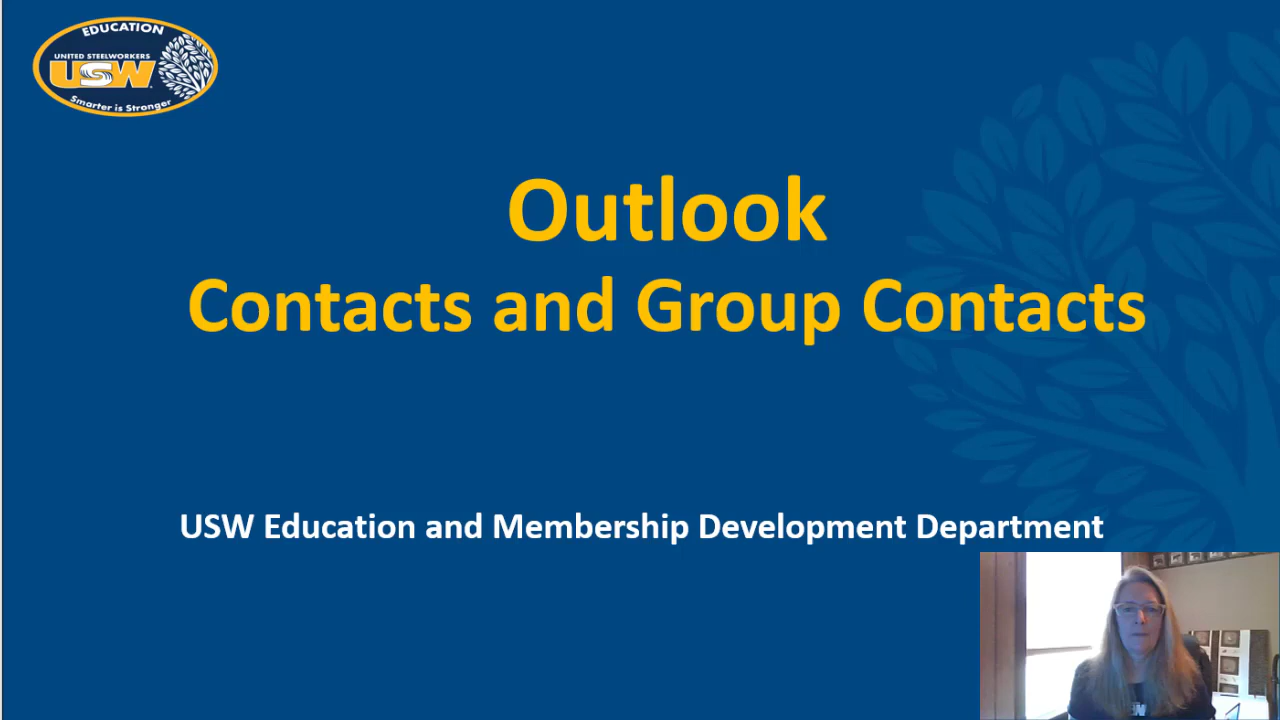 EDUCATION
UNITED STEELWORKERS
USW
Smarter is Stronger
Outlook
Contacts and Group Contacts
USW Education and Membership Development Department